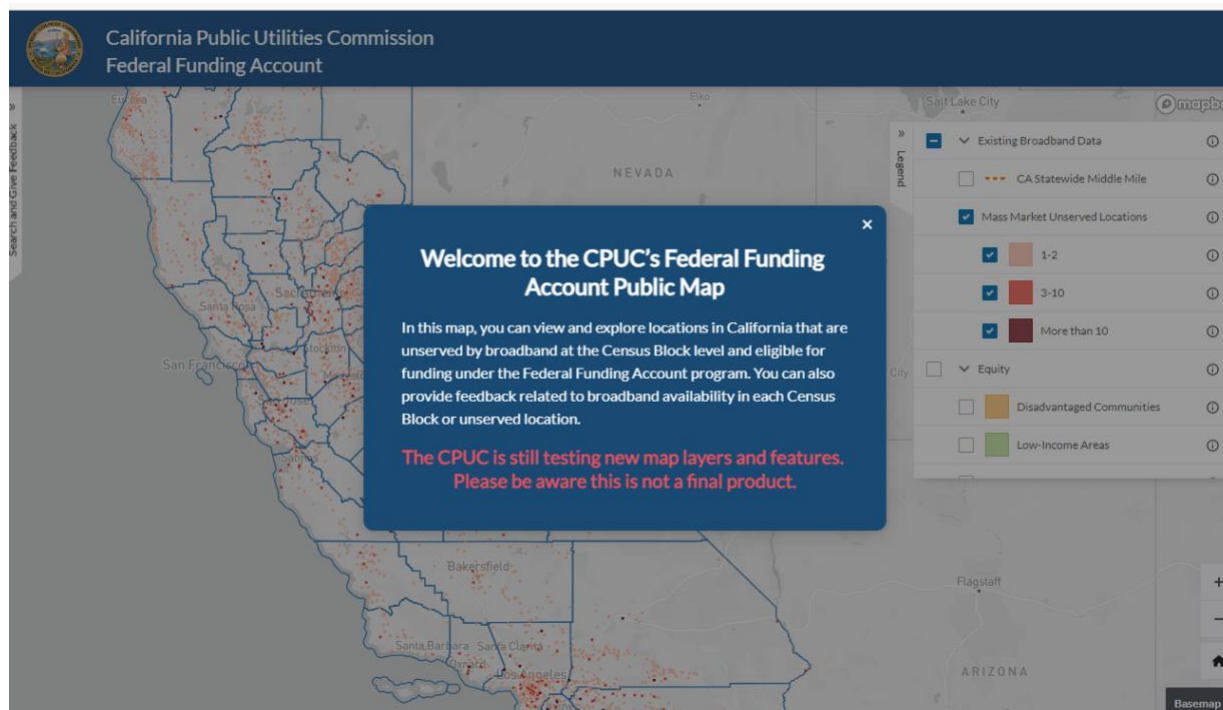 California Public Utilities Commission
Federal Funding Account
» Search and Give Feedback
Elko
Salt Lake City
NEVADA
» Legend
Existing Broadband Data
CA Statewide Middle Mile
Mass Market Unserved Locations
1-2
3-10
More than 10
Equity
Disadvantaged Communities
Low-Income Areas
×
Welcome to the CPUC's Federal Funding
Account Public Map
In this map, you can view and explore locations in California that are
unserved by broadband at the Census Block level and eligible for
funding under the Federal Funding Account program. You can also
provide feedback related to broadband availability in each Census
Block or unserved location.
The CPUC is still testing new map layers and features.
Please be aware this is not a final product.
Santa Rosa
Stockton
San Francisco
City
Salinas
Bakersfield
Flagstaff
Santa Barbara
Santa Clarita
Oxnard
Los Angeles
ARIZONA
+
−
Basemap